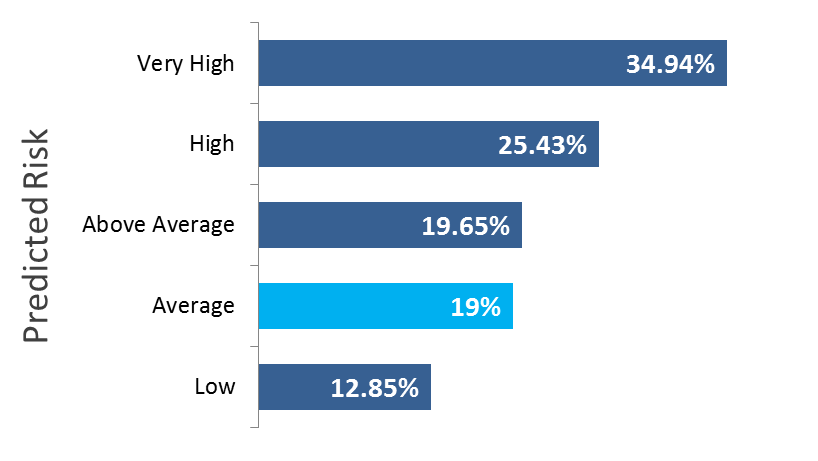 Predicted Risk
Very High
34.94%
High
25.43%
Above Average
19.65%
Average
19%
Low
12.85%